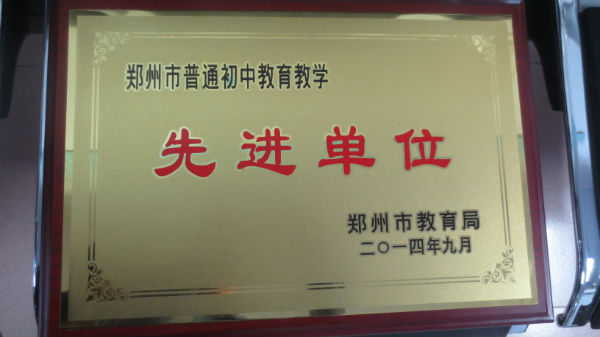 郑州市普通初中教育教学
先进单位
郑州市教育局
二〇一四年九月